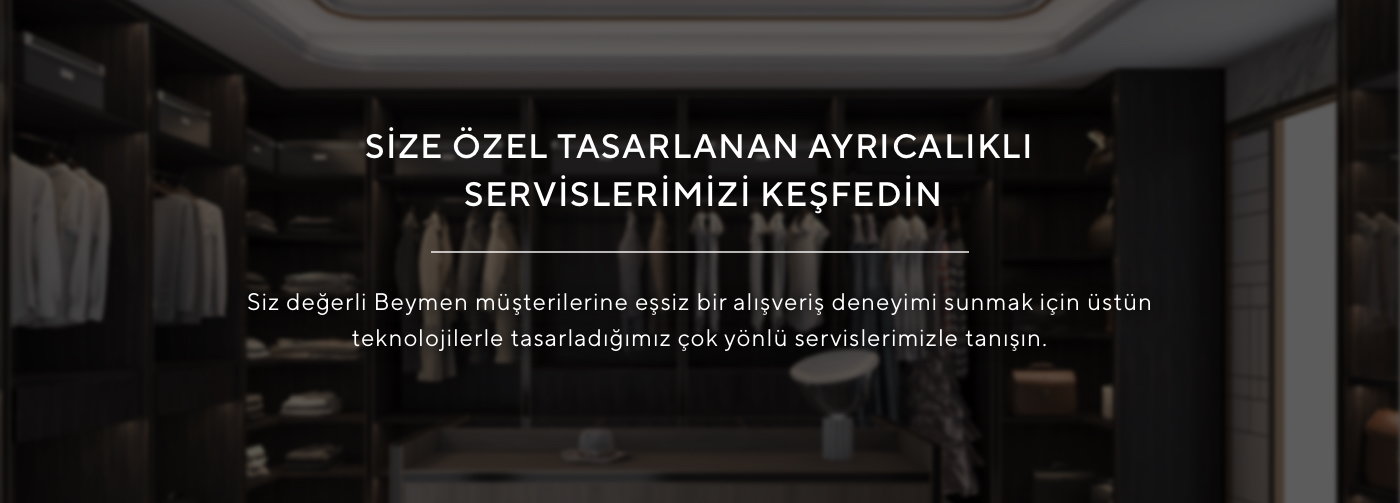 SİZE ÖZEL TASARLANAN AYRICALIKLI
SERVİSLERİMİZİ KEŞFEDİN
Siz değerli Beymen müşterilerine eşsiz bir alışveriş deneyimi sunmak için üstün
teknolojilerle tasarladığımız çok yönlü servislerimizle tanışın.